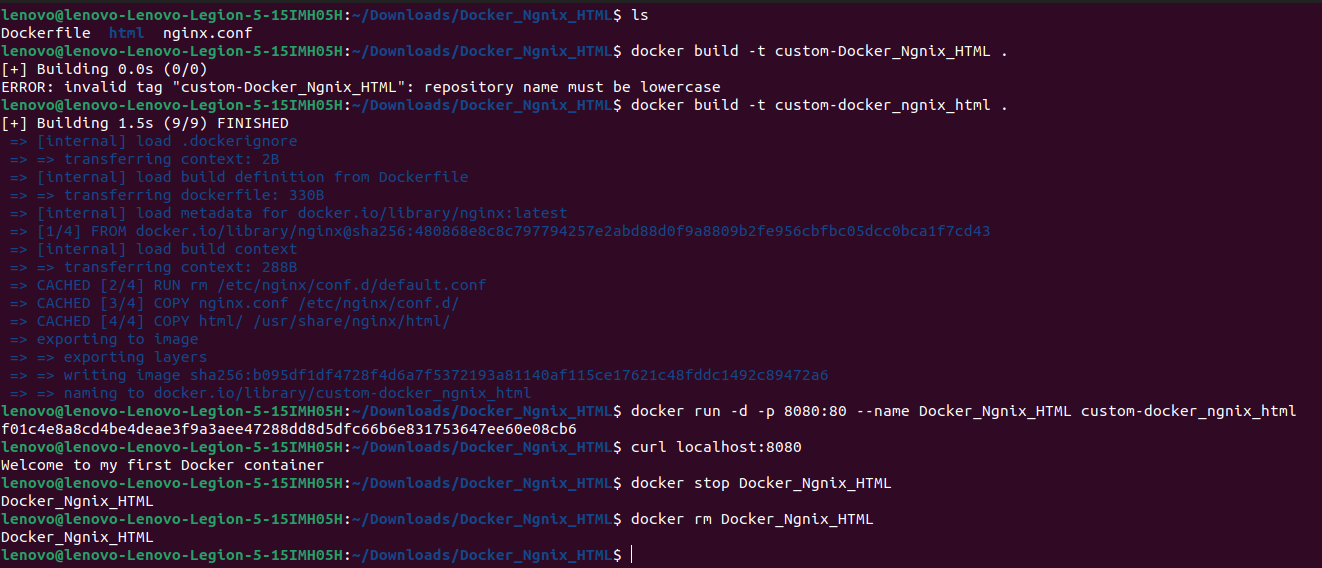 lenovo@lenovo-Lenovo-Legion-5-15IMH05H:~/Downloads/Docker_Ngnix_HTML$ ls
Dockerfile  html  nginx.conf
lenovo@lenovo-Lenovo-Legion-5-15IMH05H:~/Downloads/Docker_Ngnix_HTML$ docker build -t custom-Docker_Ngnix_HTML .
[+] Building 0.0s (0/0)
ERROR: invalid tag "custom-Docker_Ngnix_HTML": repository name must be lowercase
lenovo@lenovo-Lenovo-Legion-5-15IMH05H:~/Downloads/Docker_Ngnix_HTML$ docker build -t custom-docker_ngnix_html .
[+] Building 1.5s (9/9) FINISHED
 => [internal] load .dockerignore
 => => transferring context: 2B
 => [internal] load build definition from Dockerfile
 => => transferring dockerfile: 330B
 => [internal] load metadata for docker.io/library/nginx:latest
 => [1/4] FROM docker.io/library/nginx@sha256:480868e8c8c797794257e2abd88d0f9a8809b2fe956cbfbc05dcc0bca1f7cd43
 => [internal] load build context
 => => transferring context: 288B
 => CACHED [2/4] RUN rm /etc/nginx/conf.d/default.conf
 => CACHED [3/4] COPY nginx.conf /etc/nginx/conf.d/
 => CACHED [4/4] COPY html/ /usr/share/nginx/html/
 => exporting to image
 => => exporting layers
 => => writing image sha256:b095df1df4728f4d6a7f5372193a81140af115ce17621c48fddc1492c89472a6
 => => naming to docker.io/library/custom-docker_ngnix_html
lenovo@lenovo-Lenovo-Legion-5-15IMH05H:~/Downloads/Docker_Ngnix_HTML$ docker run -d -p 8080:80 --name Docker_Ngnix_HTML custom-docker_ngnix_html
f01c4e8a8cd4be4deae3f9a3aee47288dd8d5dfc66b6e831753647ee60e08cb6
lenovo@lenovo-Lenovo-Legion-5-15IMH05H:~/Downloads/Docker_Ngnix_HTML$ curl localhost:8080
Welcome to my first Docker container
lenovo@lenovo-Lenovo-Legion-5-15IMH05H:~/Downloads/Docker_Ngnix_HTML$ docker stop Docker_Ngnix_HTML
Docker_Ngnix_HTML
lenovo@lenovo-Lenovo-Legion-5-15IMH05H:~/Downloads/Docker_Ngnix_HTML$ docker rm Docker_Ngnix_HTML
Docker_Ngnix_HTML
lenovo@lenovo-Lenovo-Legion-5-15IMH05H:~/Downloads/Docker_Ngnix_HTML$